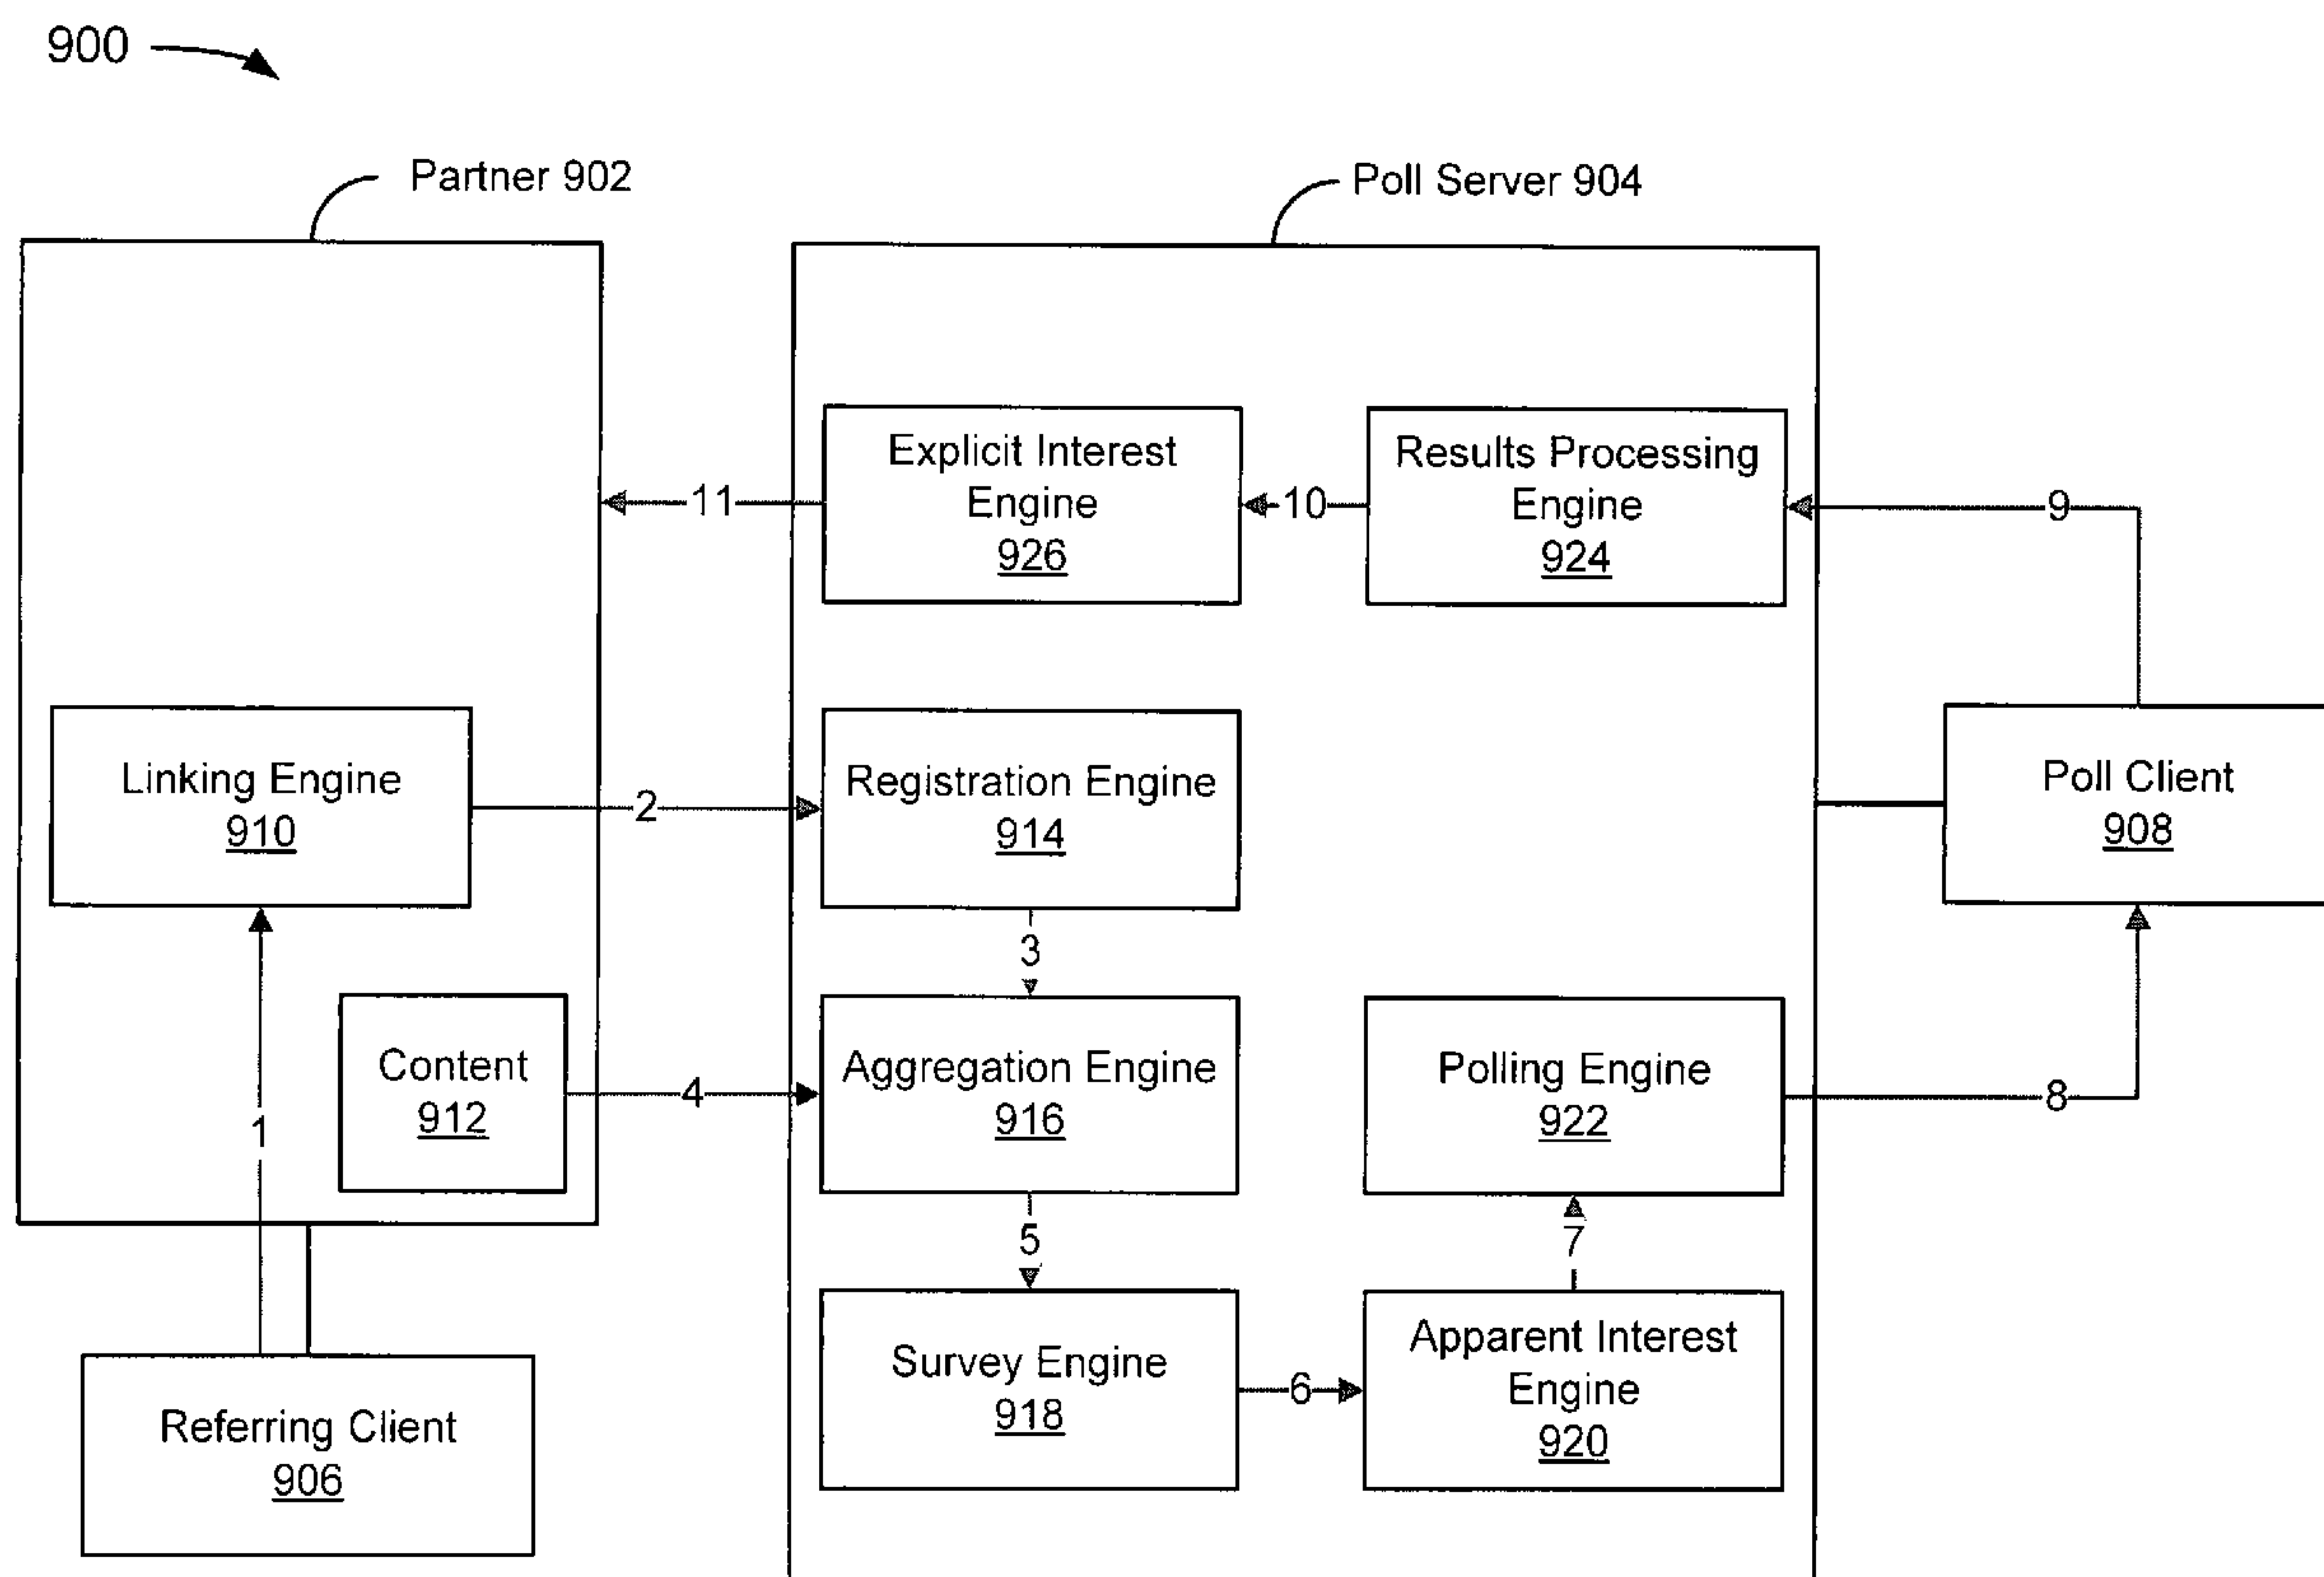 900
Partner 902
Poll Server 904
Explicit Interest
Engine
926
Results Processing
Engine
924
11
10
9
Linking Engine
910
2
Registration Engine
914
Poll Client
908
3
Content
912
4
Aggregation Engine
916
Polling Engine
922
8
1
5
7
Survey Engine
918
6
Apparent Interest
Engine
920
Referring Client
906